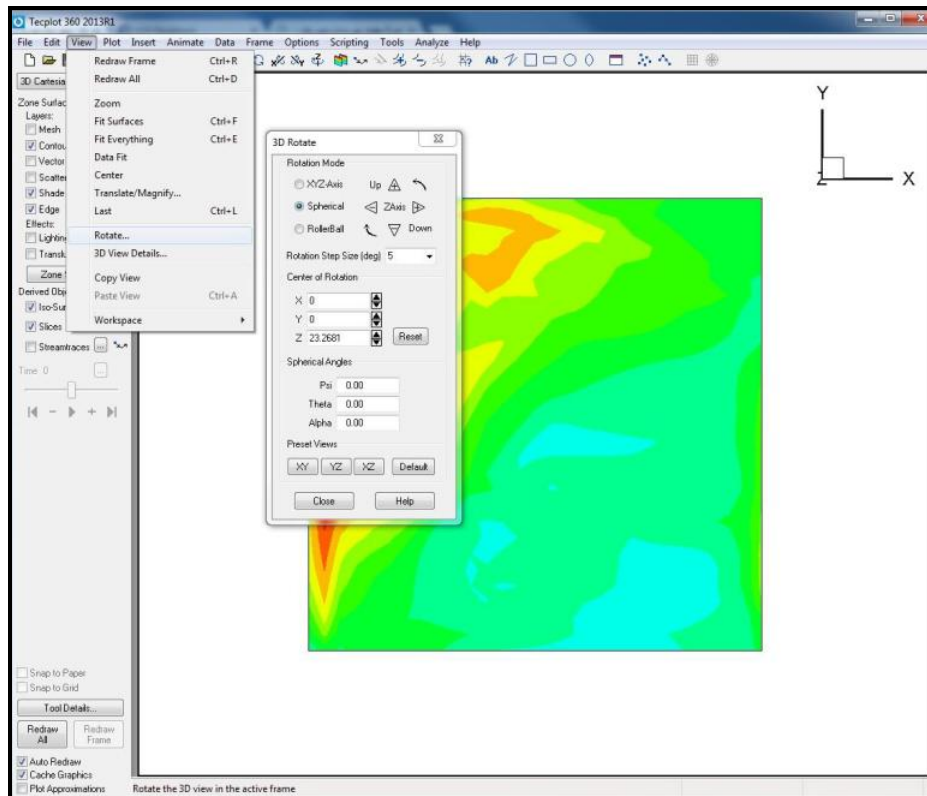 Tecplot 360 2013R1
File Edit View Plot Insert Animate Data Frame Options Scripting Tools Analyze Help
3D Cartesia
Redraw Frame Ctrl+R
Redraw All Ctrl+D
Zoom
Fit Surfaces Ctrl+F
Fit Everything Ctrl+E
Data Fit
Center
Translate/Magnify...
Last Ctrl+L
Rotate...
3D View Details...
Copy View
Paste View Ctrl+A
Workspace
Zone Surfac
Layers:
Mesh
Contou
Vector
Scatter
Shade
Edge
Effects:
Lighting
Translu
Zone S
Derived Obj
Iso-Sur
Slices
Streamtraces ...
Time 0 ...
Snap to Paper
Snap to Grid
Tool Details...
Redraw All
Redraw Frame
Auto Redraw
Cache Graphics
Plot Approximations
3D Rotate
Rotation Mode
XYZ-Axis Up
Spherical ZAxis
RollerBall Down
Rotation Step Size (deg) 5
Center of Rotation
X 0
Y 0
Z 23.2681 Reset
Spherical Angles
Psi 0.00
Theta 0.00
Alpha 0.00
Preset Views
XY YZ XZ Default
Close Help
Y
Z X
Rotate the 3D view in the active frame